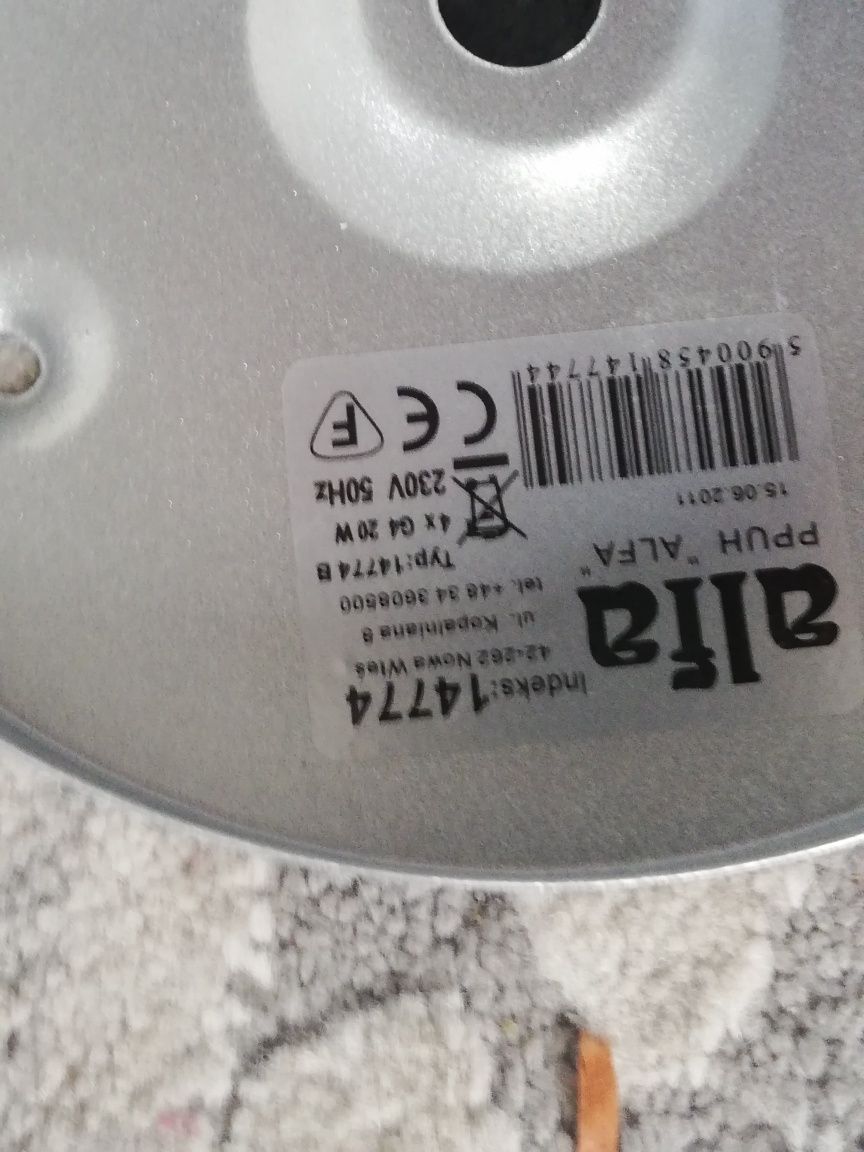 Indeks:14774
42-262 Nowa Wieś
ul. Kopalniana 8
tel. +48 34 3608500
alfa
PPUH "ALFA"
15.06.2011
Typ:14774 B
4 x G4 20 W
230V 50Hz
CE
F
5 900458 147744